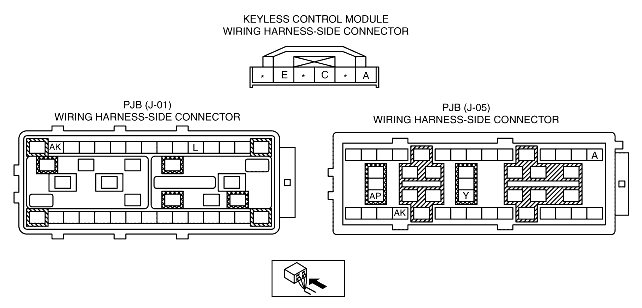 KEYLESS CONTROL MODULE
WIRING HARNESS-SIDE CONNECTOR
* E * C * A
PJB (J-01)
WIRING HARNESS-SIDE CONNECTOR
PJB (J-05)
WIRING HARNESS-SIDE CONNECTOR
AK L
A
AP Y
AK